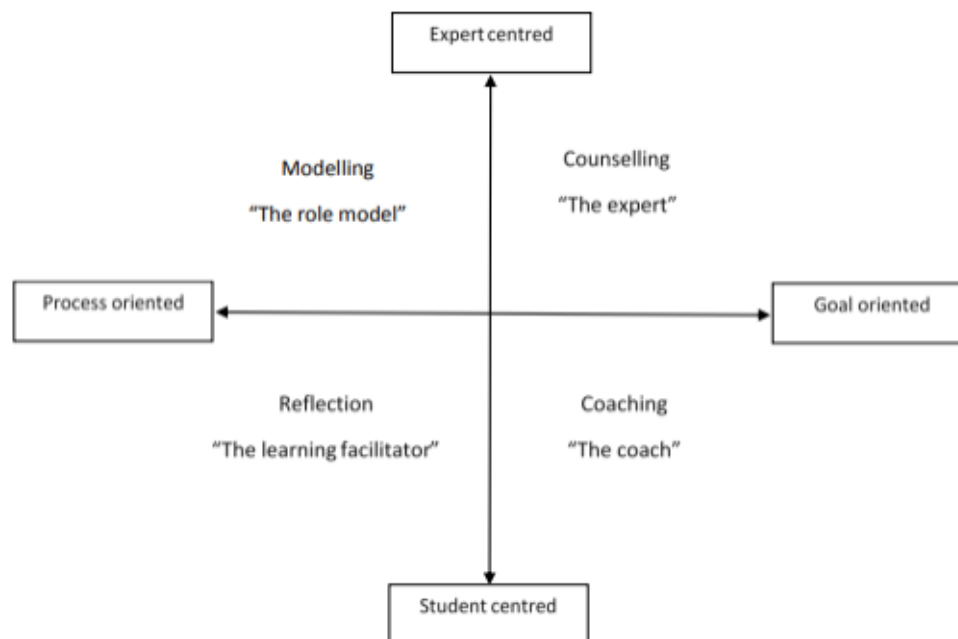 Expert centred
Modelling
"The role model"
Counselling
"The expert"
Process oriented
Goal oriented
Reflection
"The learning facilitator"
Coaching
"The coach"
Student centred